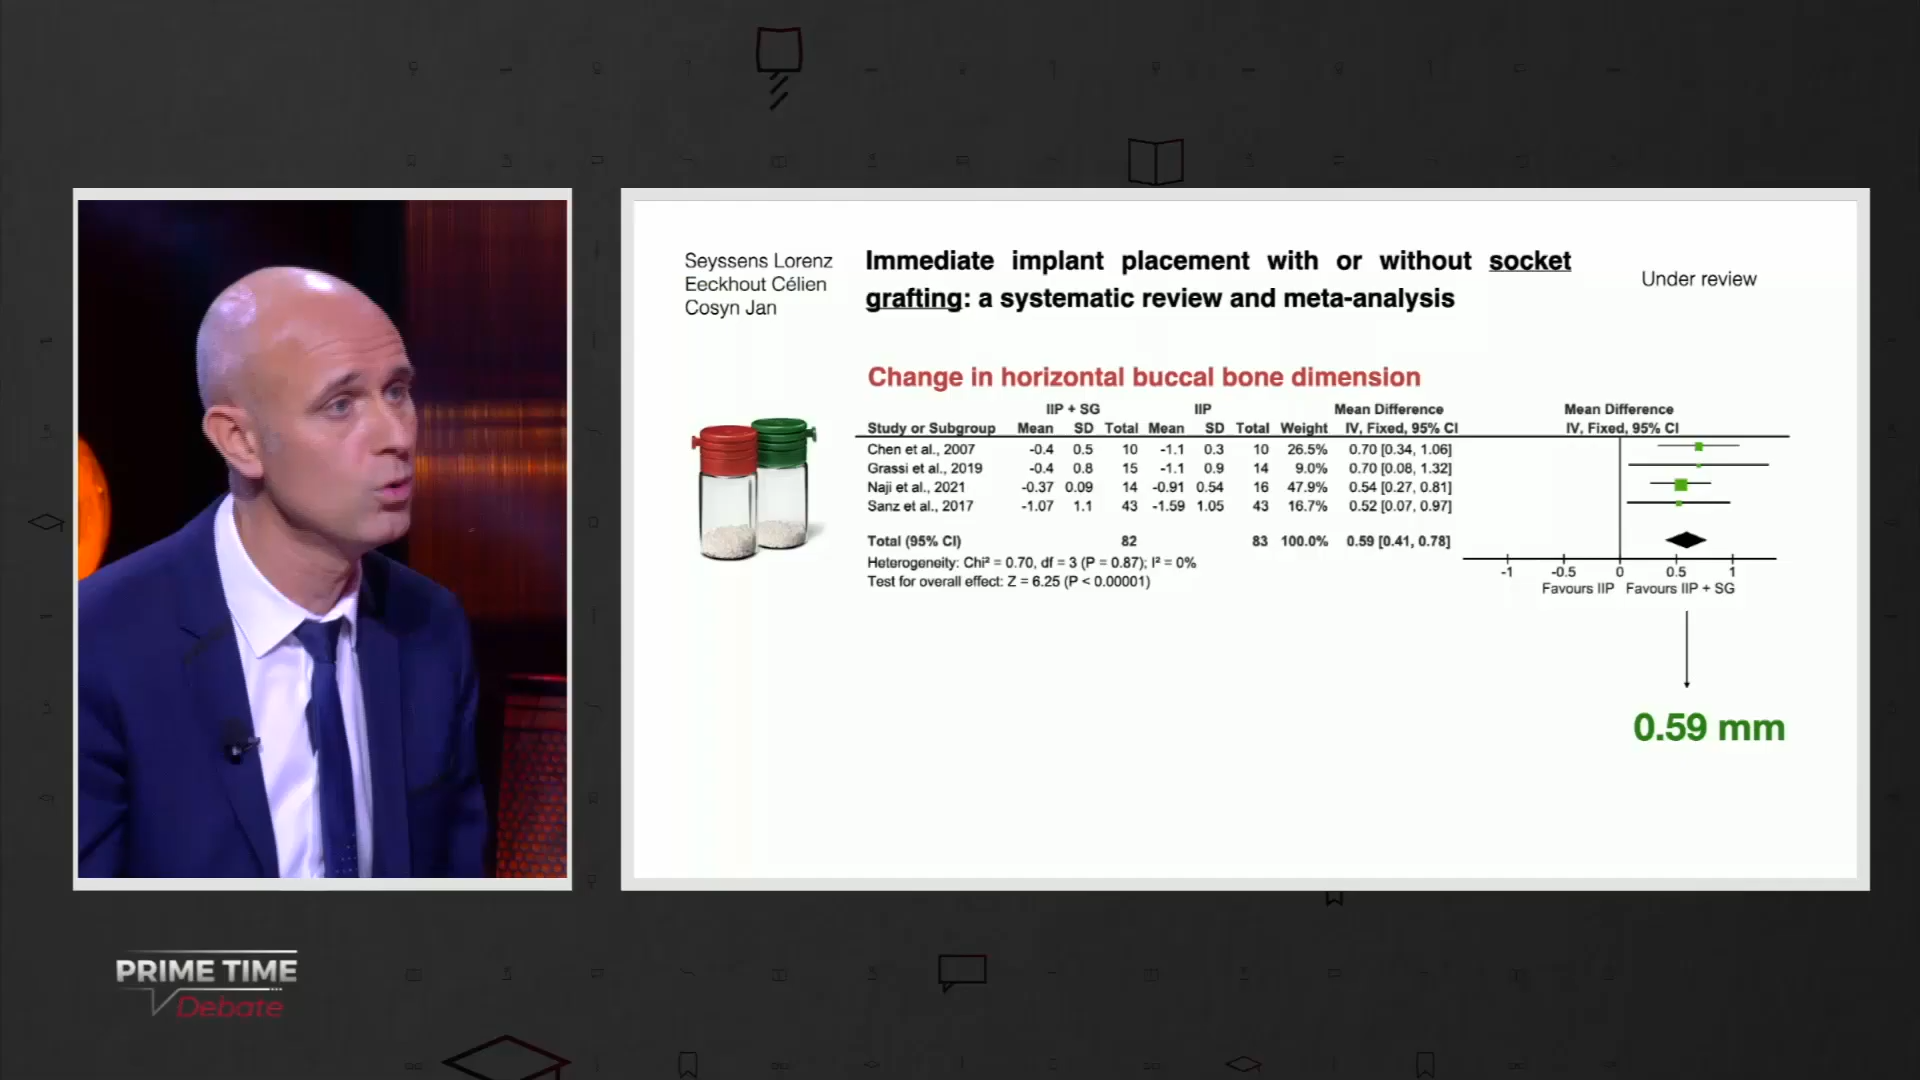 Seyssens Lorenz
Eeckhout Célien
Cosyn Jan
Immediate implant placement with or without socket
grafting: a systematic review and meta-analysis
Under review
Change in horizontal buccal bone dimension
IIP + SG IIP Mean Difference Mean Difference
Study or Subgroup Mean SD Total Mean SD Total Weight IV, Fixed, 95% CI IV, Fixed, 95% CI
Chen et al., 2007 -0.4 0.5 10 -1.1 0.3 10 26.5% 0.70 [0.34, 1.06]
Grassi et al., 2019 -0.4 0.8 15 -1.1 0.9 14 9.0% 0.70 [0.08, 1.32]
Naji et al., 2021 -0.37 0.09 14 -0.91 0.54 16 47.9% 0.54 [0.27, 0.81]
Sanz et al., 2017 -1.07 1.1 43 -1.59 1.05 43 16.7% 0.52 [0.07, 0.97]
Total (95% CI) 82 83 100.0% 0.59 [0.41, 0.78]
Heterogeneity: Chi² = 0.70, df = 3 (P = 0.87); I² = 0%
Test for overall effect: Z = 6.25 (P < 0.00001)
-1 -0.5 0 0.5 1
Favours IIP Favours IIP + SG
0.59 mm
PRIME TIME
Debate